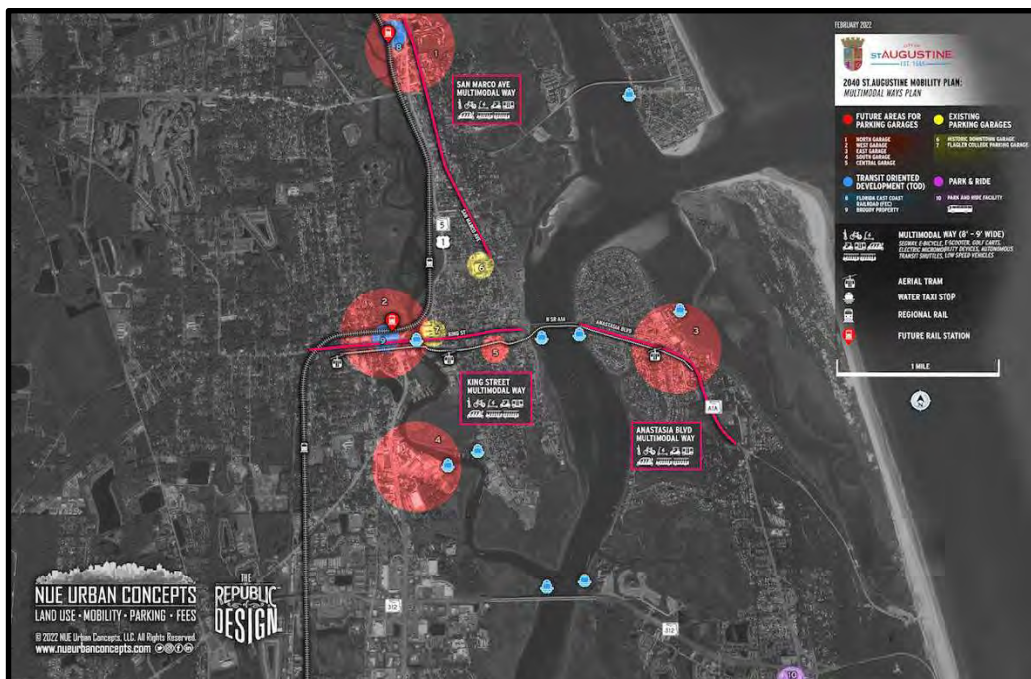 FEBRUARY 2022
CITY OF
ST AUGUSTINE
EST. 1565
2040 ST. AUGUSTINE MOBILITY PLAN:
MULTIMODAL WAYS PLAN
FUTURE AREAS FOR
PARKING GARAGES
1 NORTH GARAGE
2 WEST GARAGE
3 EAST GARAGE
4 SOUTH GARAGE
5 CENTRAL GARAGE
EXISTING
PARKING GARAGES
6 HISTORIC DOWNTOWN GARAGE
7 FLAGLER COLLEGE PARKING GARAGE
TRANSIT ORIENTED
DEVELOPMENT (TOD)
8 FLORIDA EAST COAST
RAILROAD (FEC)
9 BROUDY PROPERTY
PARK & RIDE
10 PARK AND RIDE FACILITY
MULTIMODAL WAY (8' - 9' WIDE)
SEGWAY, E-BICYCLE, E-SCOOTER, GOLF CARTS,
ELECTRIC MICROMOBILITY DEVICES, AUTONOMOUS
TRANSIT SHUTTLES, LOW SPEED VEHICLES
AERIAL TRAM
WATER TAXI STOP
REGIONAL RAIL
FUTURE RAIL STATION
1 MILE
N
8
1
SAN MARCO AVE
MULTIMODAL WAY
SAN MARCO AVE
5
1
6
2
9
7
KING ST
5
N SR A1A
ANASTASIA BLVD
3
KING STREET
MULTIMODAL WAY
A1A
ANASTASIA BLVD
MULTIMODAL WAY
4
312
312
10
NUE URBAN CONCEPTS
LAND USE • MOBILITY • PARKING • FEES
© 2022 NUE Urban Concepts, LLC. All Rights Reserved.
www.nueurbanconcepts.com
THE
REPUBLIC
of
DESIGN